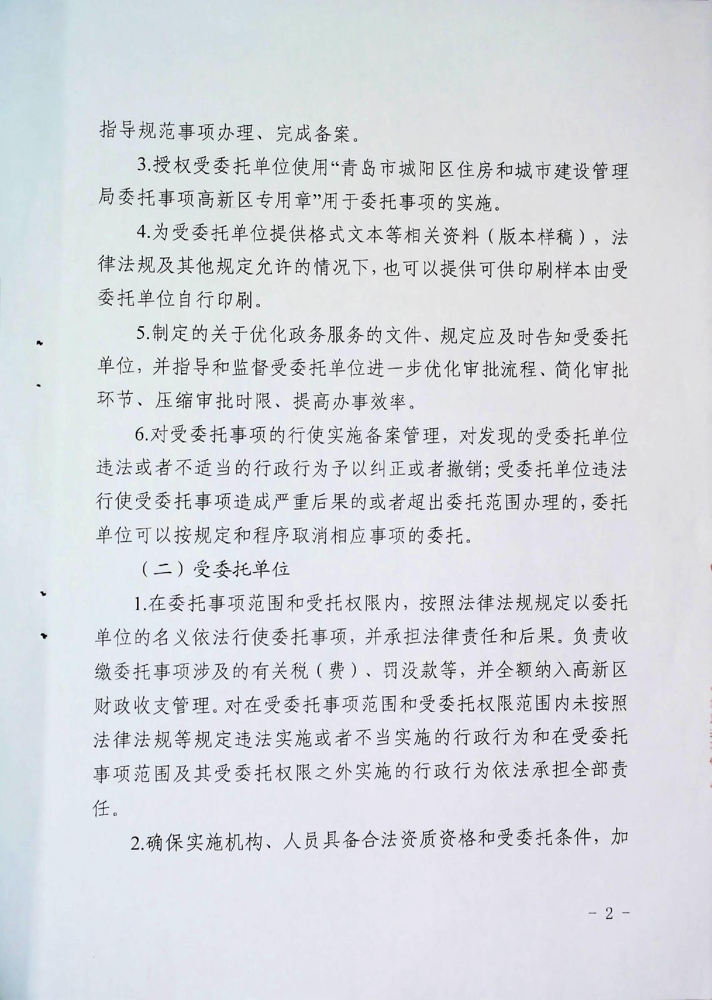 指导规范事项办理、完成备案。
3.授权受委托单位使用“青岛市城阳区住房和城市建设管理
局委托事项高新区专用章”用于委托事项的实施。
4.为受委托单位提供格式文本等相关资料（版本样稿），法
律法规及其他规定允许的情况下，也可以提供可供印刷样本由受
委托单位自行印刷。
5.制定的关于优化政务服务的文件、规定应及时告知受委托
单位，并指导和监督受委托单位进一步优化审批流程、简化审批
环节、压缩审批时限、提高办事效率。
6.对受委托事项的行使实施备案管理，对发现的受委托单位
违法或者不适当的行政行为予以纠正或者撤销；受委托单位违法
行使受委托事项造成严重后果的或者超出委托范围办理的，委托
单位可以按规定和程序取消相应事项的委托。
（二）受委托单位
1.在委托事项范围和受托权限内，按照法律法规规定以委托
单位的名义依法行使委托事项，并承担法律责任和后果。负责收
缴委托事项涉及的有关税（费）、罚没款等，并全额纳入高新区
财政收支管理。对在受委托事项范围和受委托权限范围内未按照
法律法规等规定违法实施或者不当实施的行政行为和在受委托
事项范围及其受委托权限之外实施的行政行为依法承担全部责
任。
2.确保实施机构、人员具备合法资质资格和受委托条件，加
- 2 -